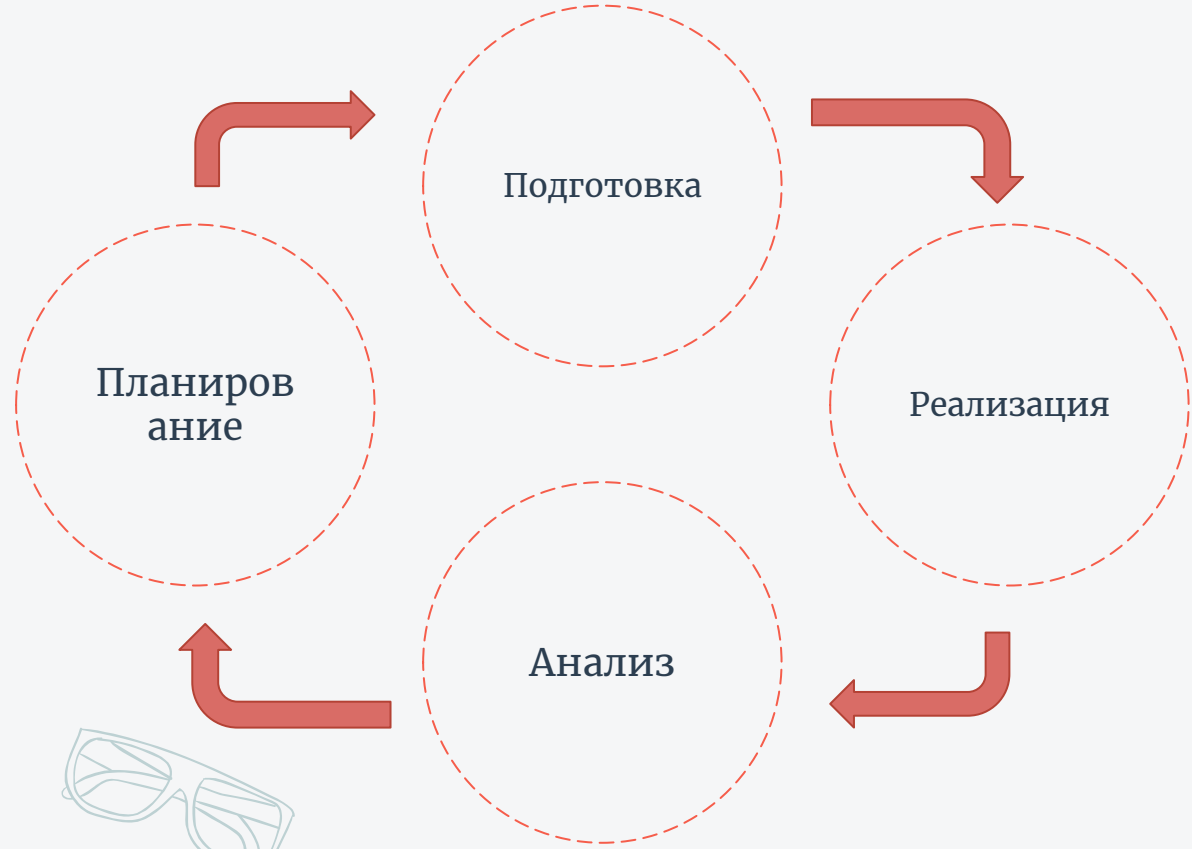 Подготовка
Планиров
ание
Реализация
Анализ